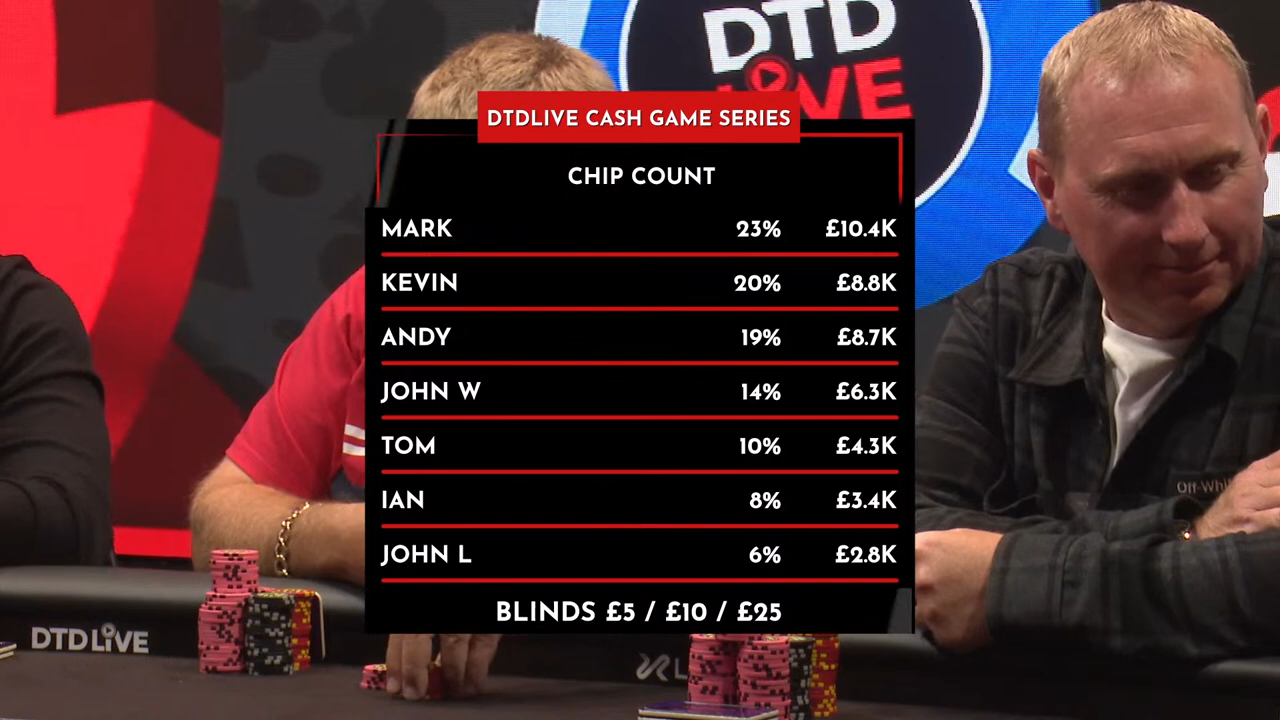 DTD
LIVE
DTDLIVE CASH GAME SERIES
CHIP COUNT
MARK 23% £10.4K
KEVIN 20% £8.8K
ANDY 19% £8.7K
JOHN W 14% £6.3K
TOM 10% £4.3K
IAN 8% £3.4K
JOHN L 6% £2.8K
BLINDS £5 / £10 / £25
DTD LIVE